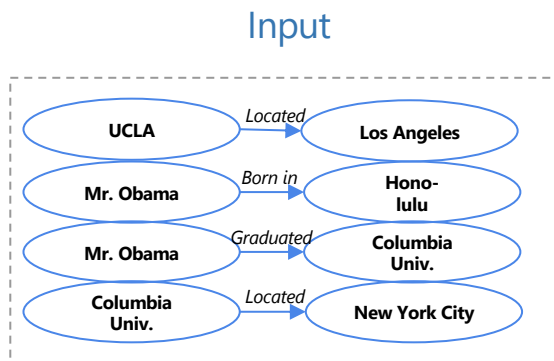 Input
UCLA Located Los Angeles
Mr. Obama Born in Hono-
lulu
Mr. Obama Graduated Columbia
Univ.
Columbia
Univ. Located New York City